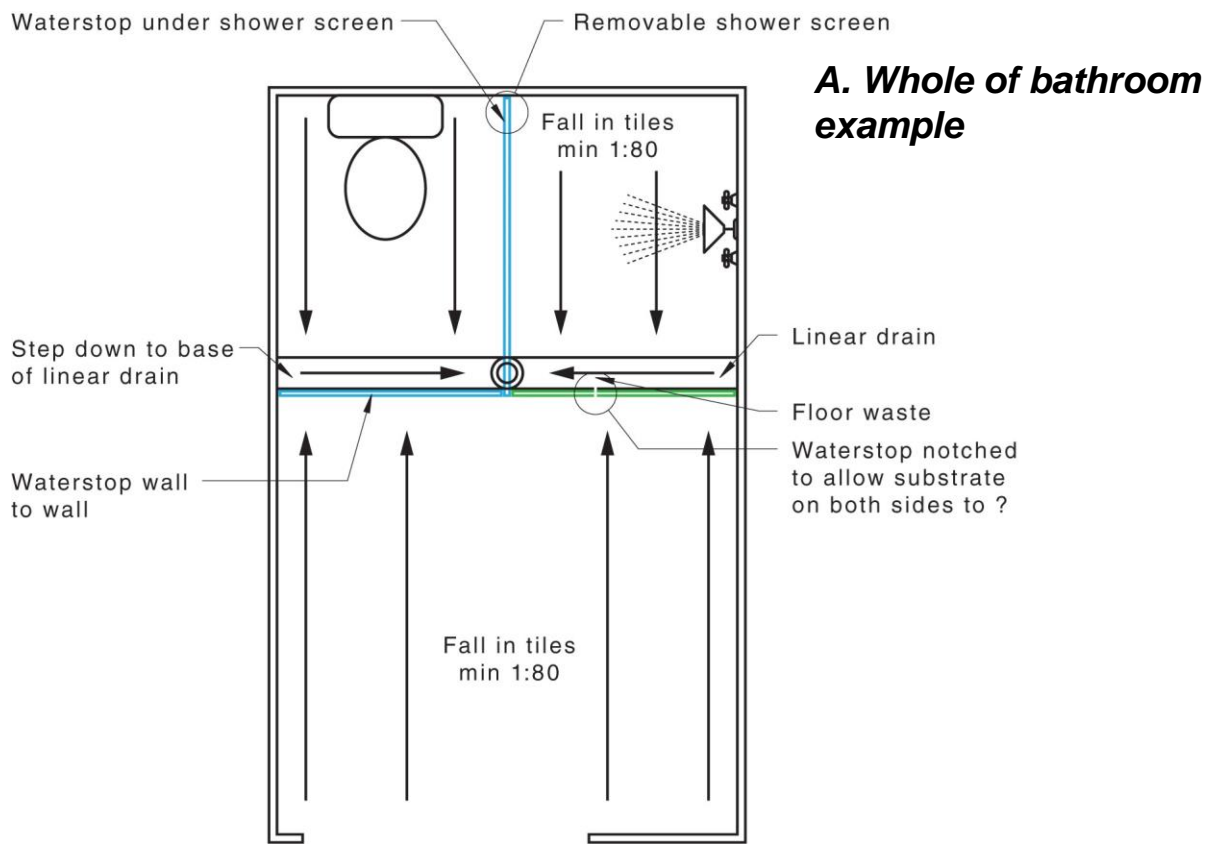 Waterstop under shower screen
Removable shower screen
A. Whole of bathroom
example
Fall in tiles
min 1:80
Step down to base
of linear drain
Linear drain
Floor waste
Waterstop wall
to wall
Waterstop notched
to allow substrate
on both sides to ?
Fall in tiles
min 1:80